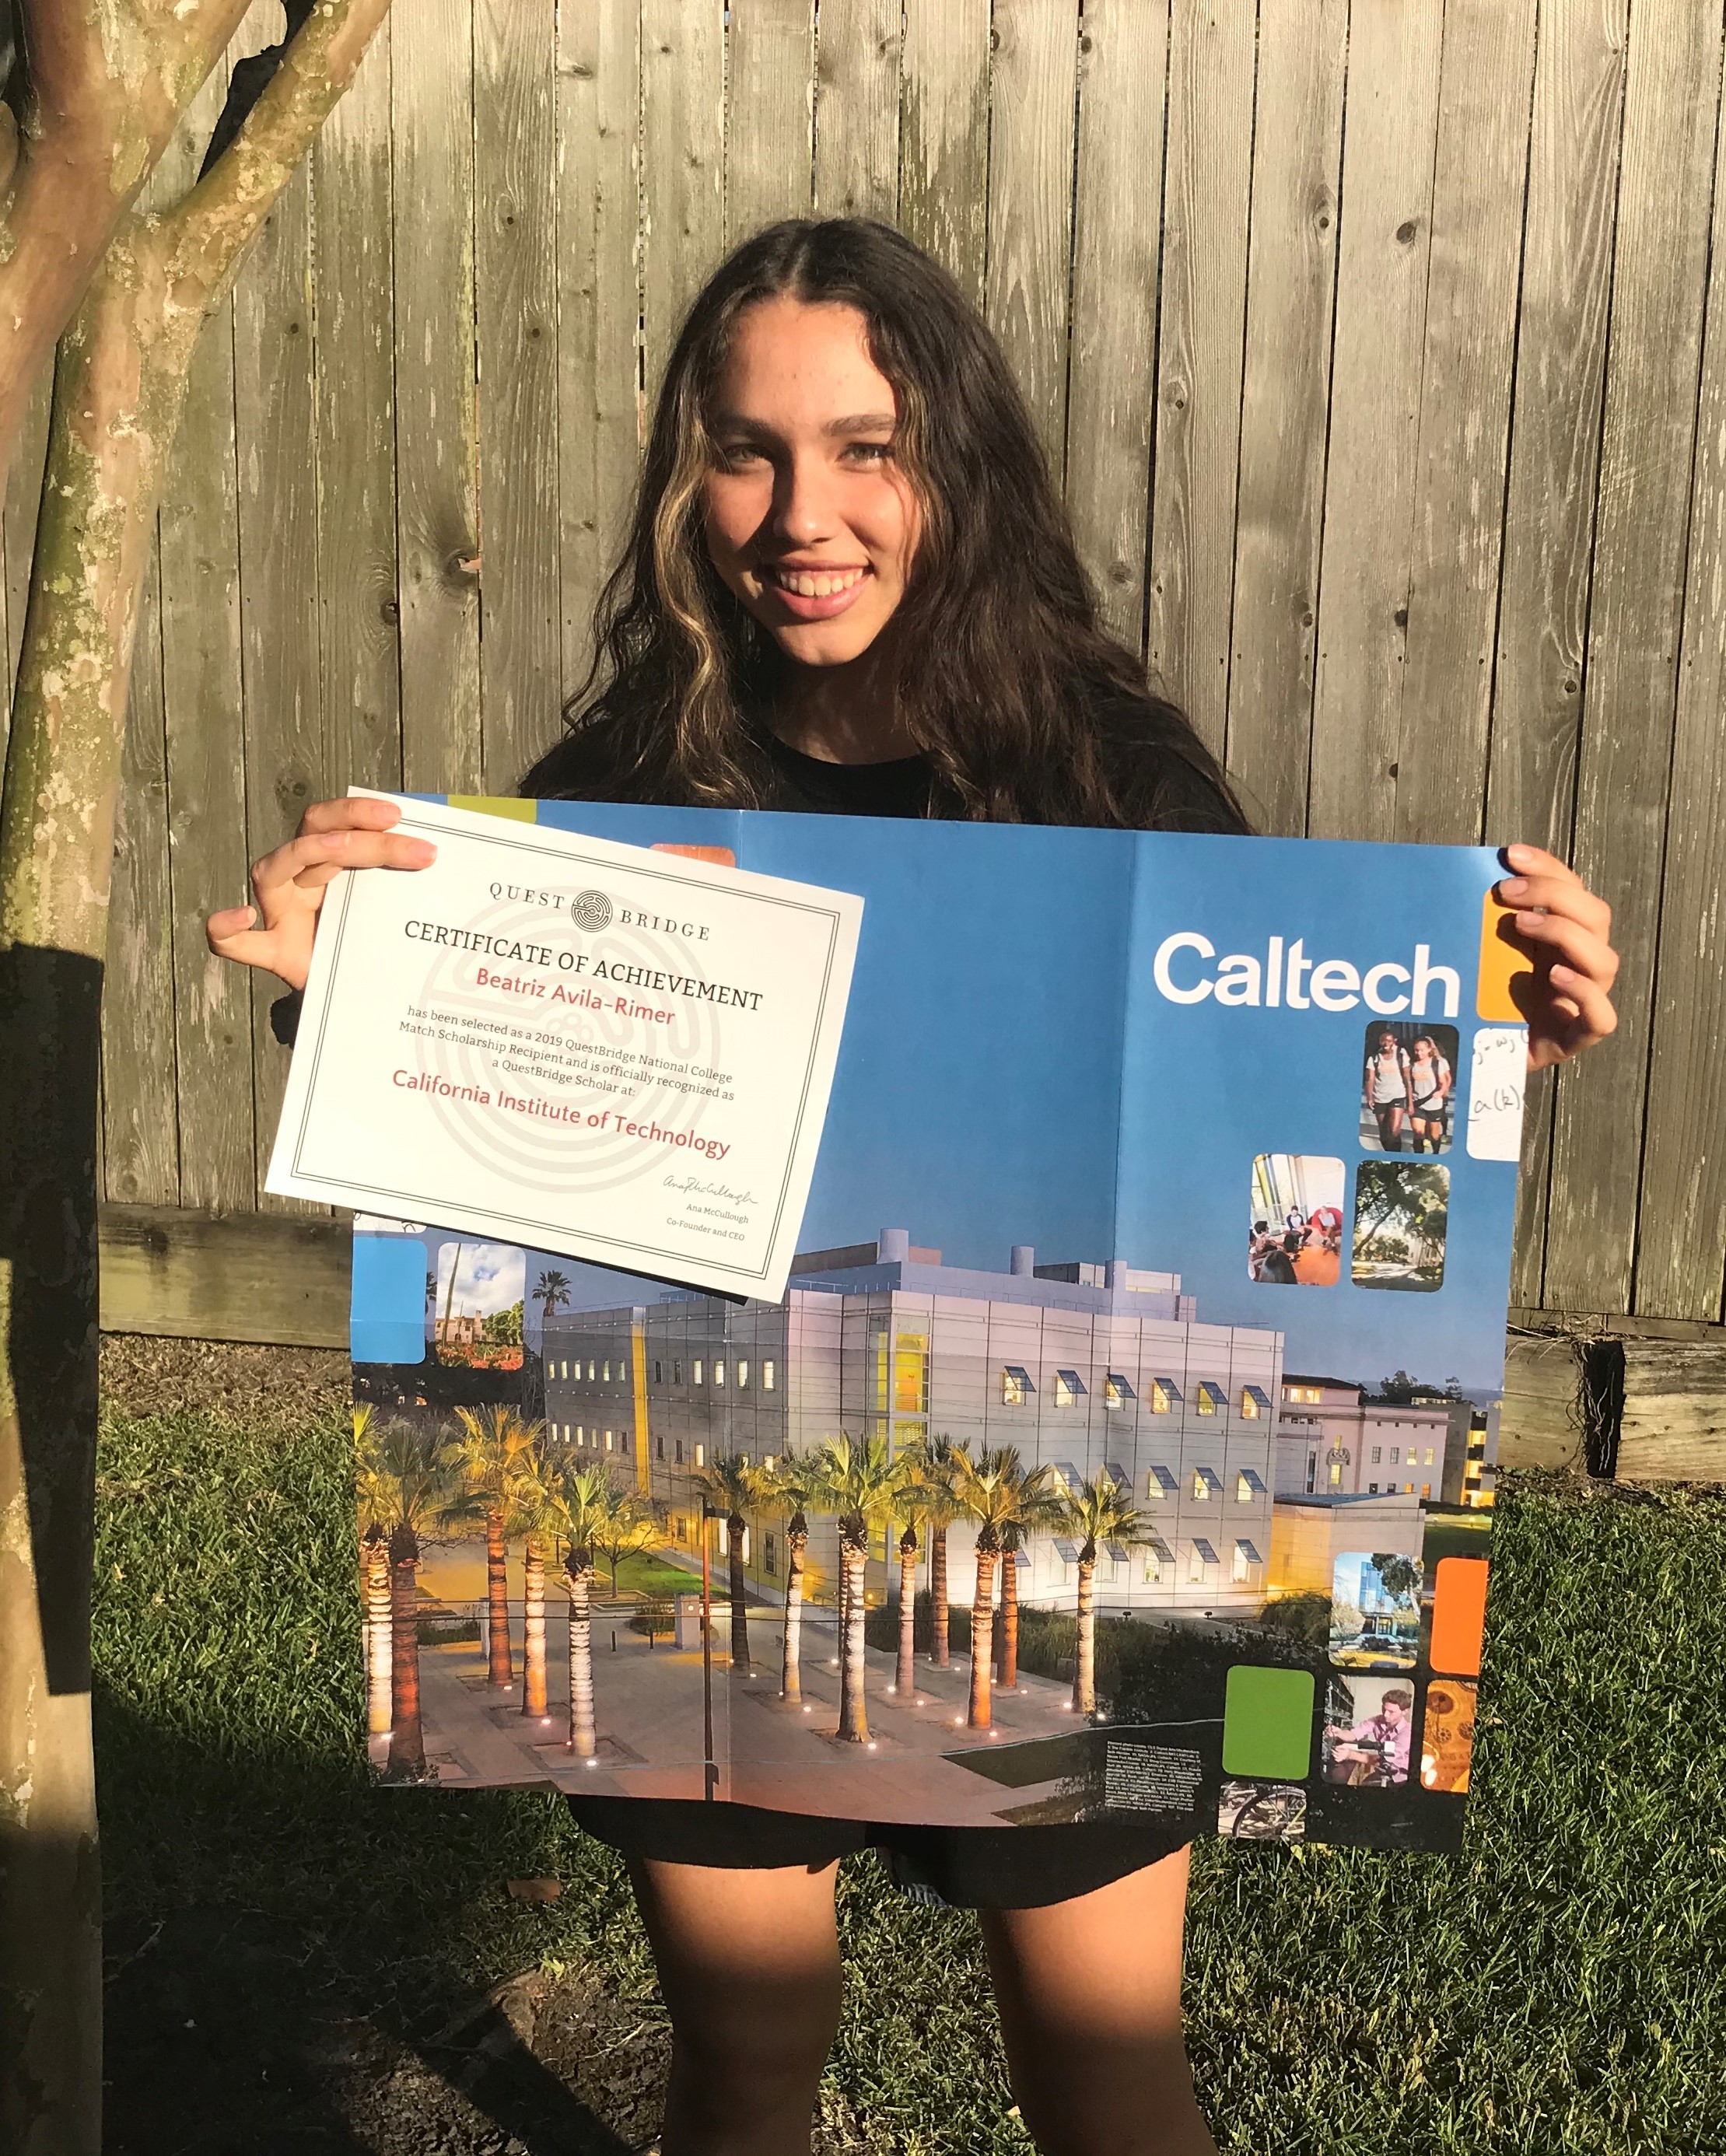 QUEST BRIDGE
CERTIFICATE OF ACHIEVEMENT
Beatriz Avila-Rimer
has been selected as a 2019 QuestBridge National College
Match Scholarship Recipient and is officially recognized as
a QuestBridge Scholar at:
California Institute of Technology
Ana McCullough
Co-Founder and CEO
Caltech
a(k)